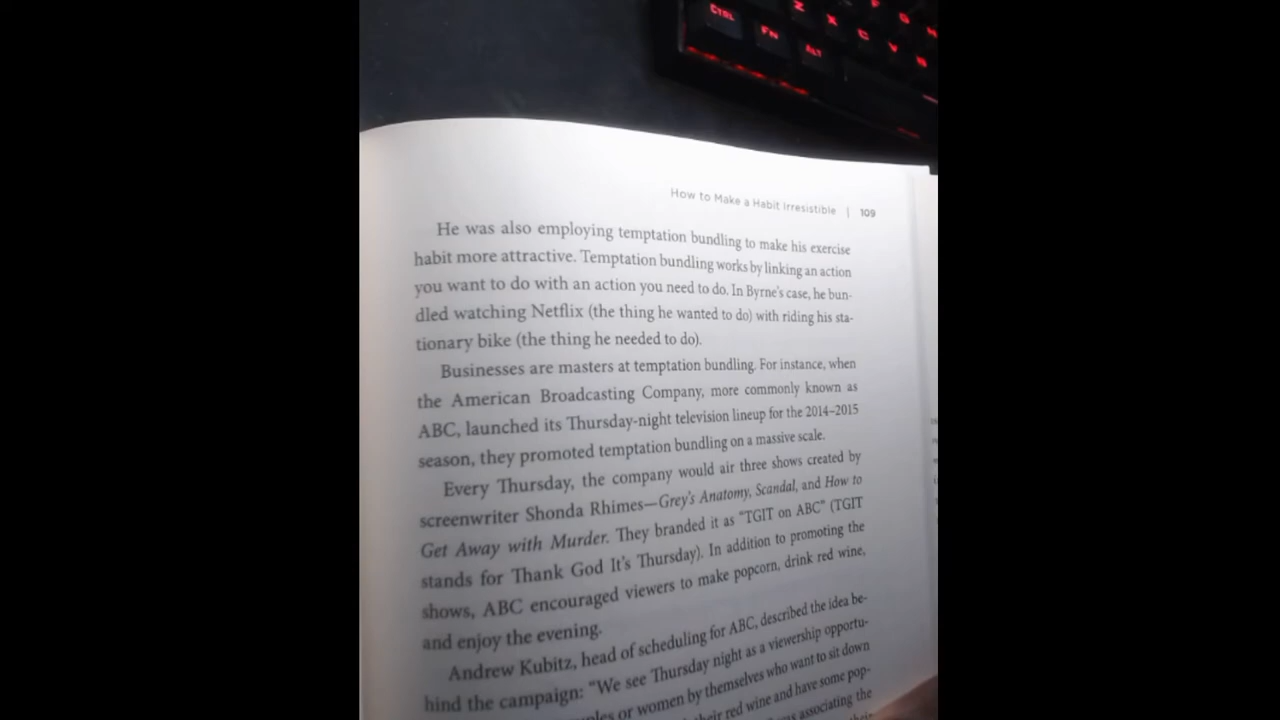 CTRL FN ALT Z X C V
How to Make a Habit Irresistible | 109
He was also employing temptation bundling to make his exercise
habit more attractive. Temptation bundling works by linking an action
you want to do with an action you need to do. In Byrne's case, he bun-
dled watching Netflix (the thing he wanted to do) with riding his sta-
tionary bike (the thing he needed to do).
Businesses are masters at temptation bundling. For instance, when
the American Broadcasting Company, more commonly known as
ABC, launched its Thursday-night television lineup for the 2014–2015
season, they promoted temptation bundling on a massive scale.
Every Thursday, the company would air three shows created by
screenwriter Shonda Rhimes—Grey's Anatomy, Scandal, and How to
Get Away with Murder. They branded it as “TGIT on ABC” (TGIT
stands for Thank God It's Thursday). In addition to promoting the
shows, ABC encouraged viewers to make popcorn, drink red wine,
and enjoy the evening.
Andrew Kubitz, head of scheduling for ABC, described the idea be-
hind the campaign: “We see Thursday night as a viewership opportu-
or women by themselves who want to sit down
their red wine and have some pop-
associating the